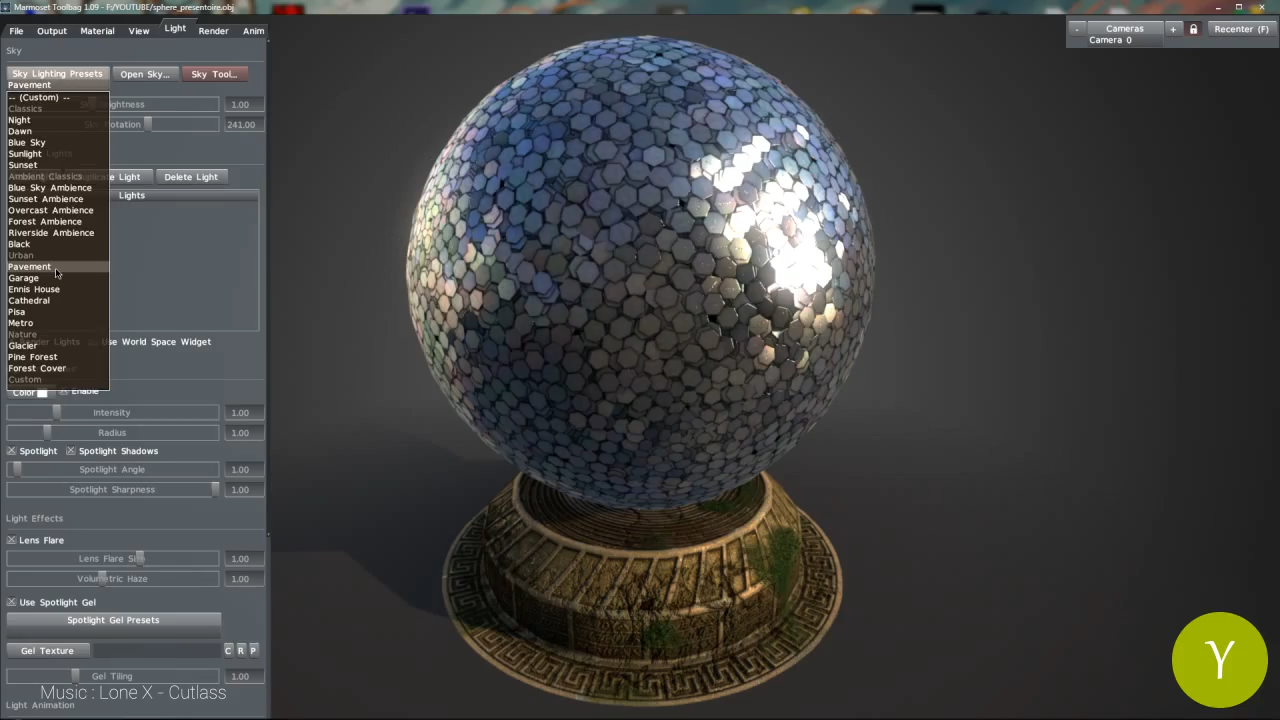 Marmoset Toolbag 1.09 - F:/YOUTUBE/sphere_presentoire.obj
File Output Material View Light Render Anim
- Cameras + Recenter (F)
Camera 0
Sky
Sky Lighting Presets Open Sky... Sky Tool...
Pavement
-- (Custom) --
Classics
Night
Dawn
Blue Sky
Sunlight
Sunset
Ambient Classics
Blue Sky Ambience
Sunset Ambience
Overcast Ambience
Forest Ambience
Riverside Ambience
Black
Urban
Pavement
Garage
Ennis House
Cathedral
Pisa
Metro
Nature
Glacier
Pine Forest
Forest Cover
Custom
1.00
241.00
Lights
Light Delete Light
Lights
Lights Use World Space Widget
Color Enable
Intensity 1.00
Radius 1.00
Spotlight Spotlight Shadows
Spotlight Angle 1.00
Spotlight Sharpness 1.00
Light Effects
Lens Flare
Lens Flare Size 1.00
Volumetric Haze 1.00
Use Spotlight Gel
Spotlight Gel Presets
Gel Texture C R P
Gel Tiling 1.00
Music : Lone X - Cutlass
Light Animation
Y